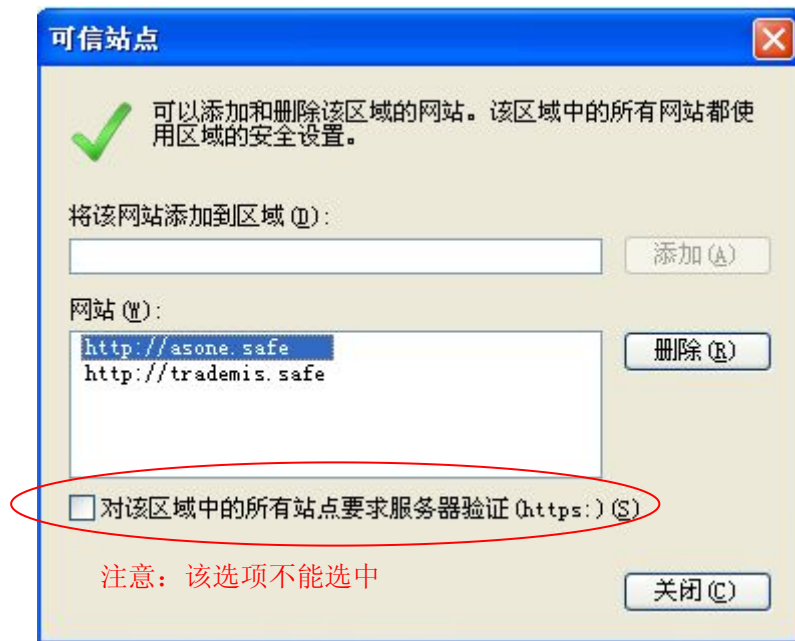 可信站点
可以添加和删除该区域的网站。该区域中的所有网站都使
用区域的安全设置。
将该网站添加到区域(D):
添加(A)
网站(W):
http://asone.safe
http://trademis.safe
删除(R)
对该区域中的所有站点要求服务器验证(https:)(S)
注意：该选项不能选中
关闭(C)